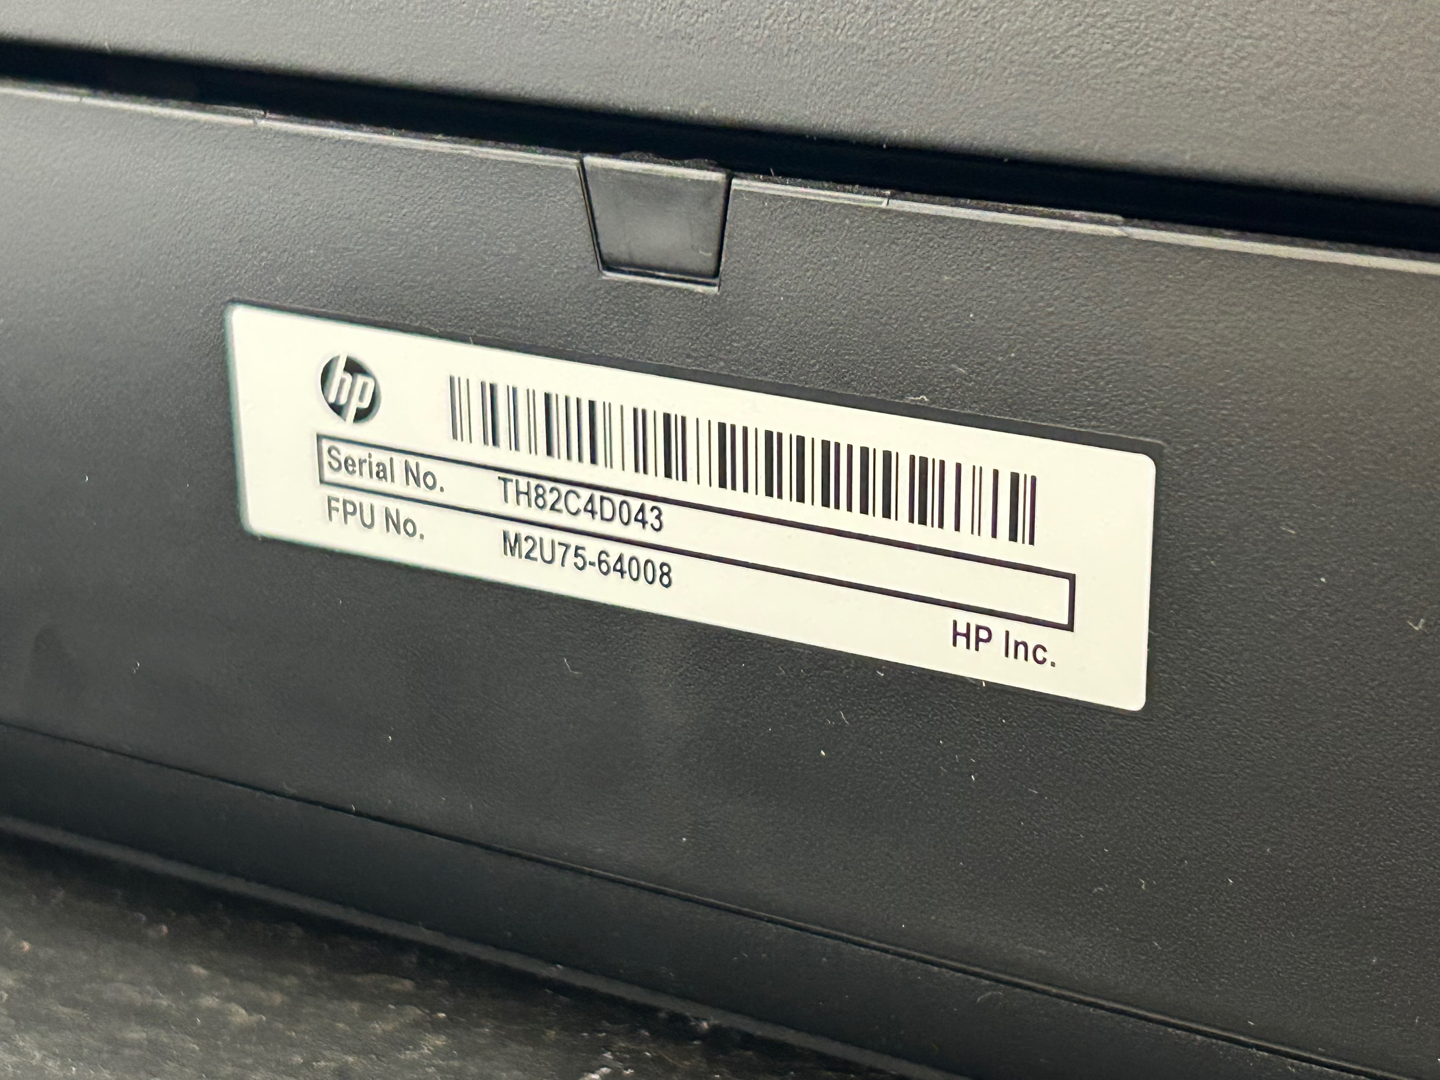 hp
Serial No. TH82C4D043
FPU No. M2U75-64008
HP Inc.